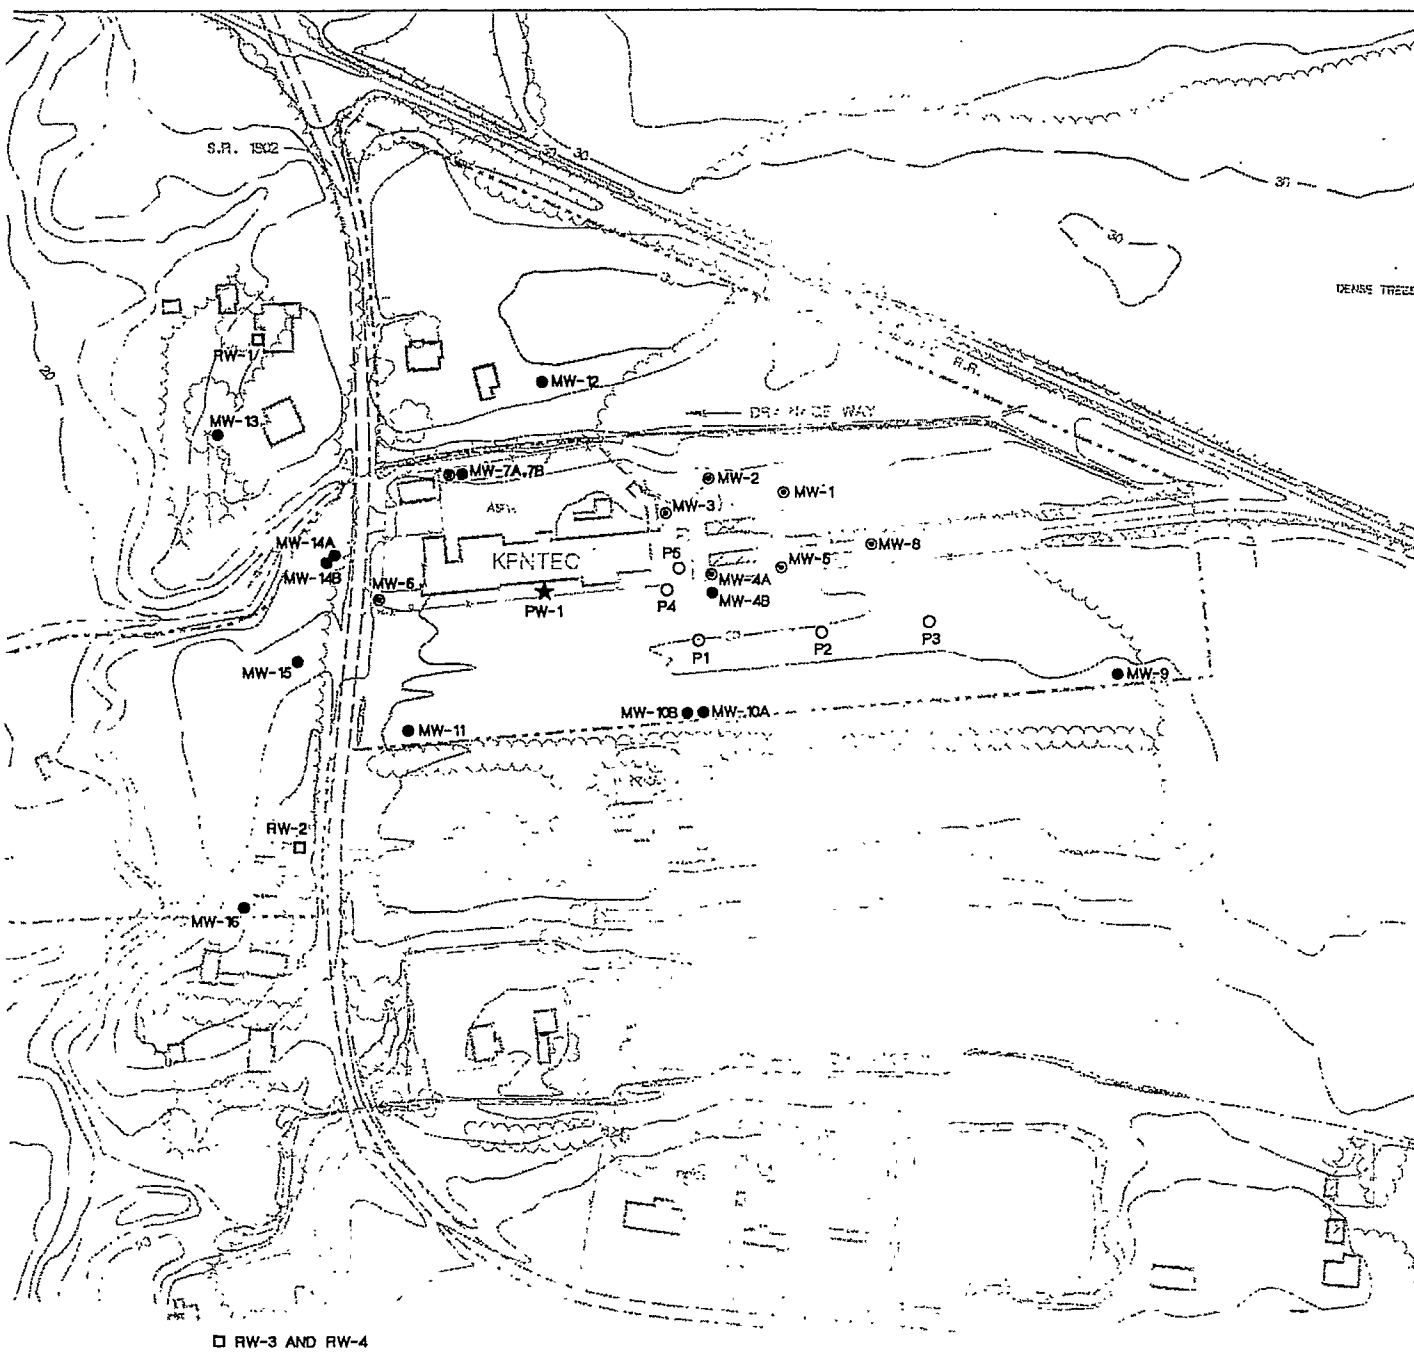 S.R. 1902
30
30
30
30
DENSE TREES
20
RW-1
R.R.
MW-12
DRAINAGE WAY
MW-13
MW-7A,7B
MW-2
MW-1
MW-3
MW-14A
KENTEC
P5
MW-8
MW-5
MW-14B
MW-6
MW-4A
PW-1
P4
MW-4B
P1
P2
P3
MW-15
MW-9
MW-10B
MW-10A
MW-11
RW-2
MW-16
20
RW-3 AND RW-4